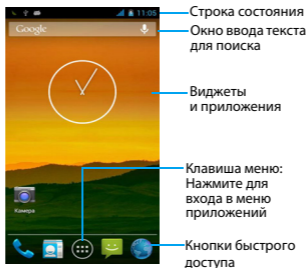 11:05
Строка состояния
Google
Окно ввода текста
для поиска
Виджеты
и приложения
Камера
Клавиша меню:
Нажмите для
входа в меню
приложений
Кнопки быстрого
доступа